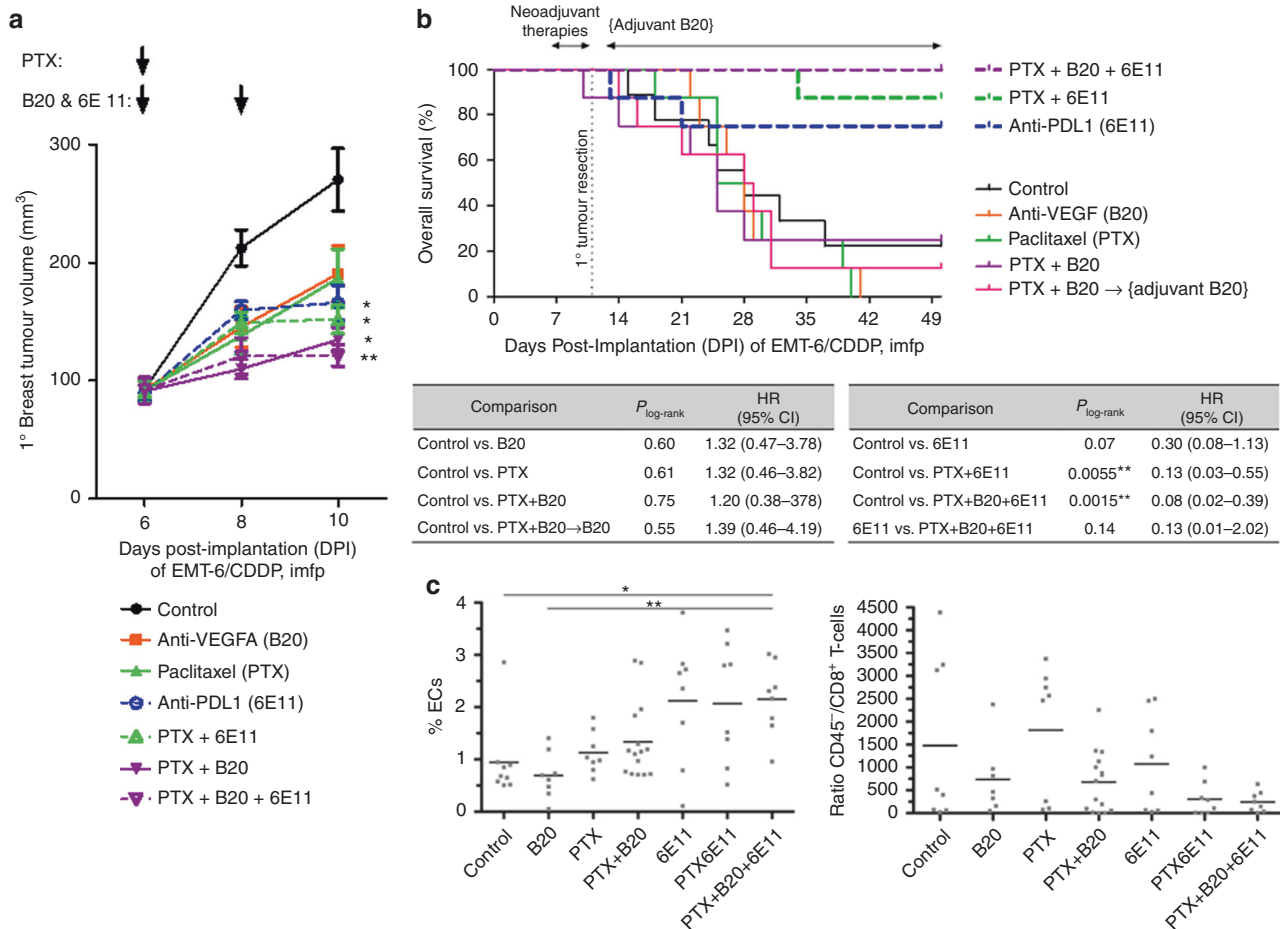 a
PTX:
B20 & 6E 11:
300
200
100
0
1° Breast tumour volume (mm³)
*
*
*
**
6 8 10
Days post-implantation (DPI)
of EMT-6/CDDP, imfp
Control
Anti-VEGFA (B20)
Paclitaxel (PTX)
Anti-PDL1 (6E11)
PTX + 6E11
PTX + B20
PTX + B20 + 6E11
b
Neoadjuvant
therapies
{Adjuvant B20}
100
80
60
40
20
0
Overall survival (%)
1° tumour resection
0 7 14 21 28 35 42 49
Days Post-Implantation (DPI) of EMT-6/CDDP, imfp
PTX + B20 + 6E11
PTX + 6E11
Anti-PDL1 (6E11)
Control
Anti-VEGF (B20)
Paclitaxel (PTX)
PTX + B20
PTX + B20 → {adjuvant B20}
Comparison P log-rank HR (95% CI)
Control vs. B20 0.60 1.32 (0.47–3.78)
Control vs. PTX 0.61 1.32 (0.46–3.82)
Control vs. PTX+B20 0.75 1.20 (0.38–378)
Control vs. PTX+B20→B20 0.55 1.39 (0.46–4.19)
Comparison P log-rank HR (95% CI)
Control vs. 6E11 0.07 0.30 (0.08–1.13)
Control vs. PTX+6E11 0.0055** 0.13 (0.03–0.55)
Control vs. PTX+B20+6E11 0.0015** 0.08 (0.02–0.39)
6E11 vs. PTX+B20+6E11 0.14 0.13 (0.01–2.02)
c
*
**
4
3
2
1
0
% ECs
Control B20 PTX PTX+B20 6E11 PTX6E11 PTX+B20+6E11
4500
4000
3500
3000
2500
2000
1500
1000
500
0
Ratio CD45⁻/CD8⁺ T-cells
Control B20 PTX PTX+B20 6E11 PTX6E11 PTX+B20+6E11